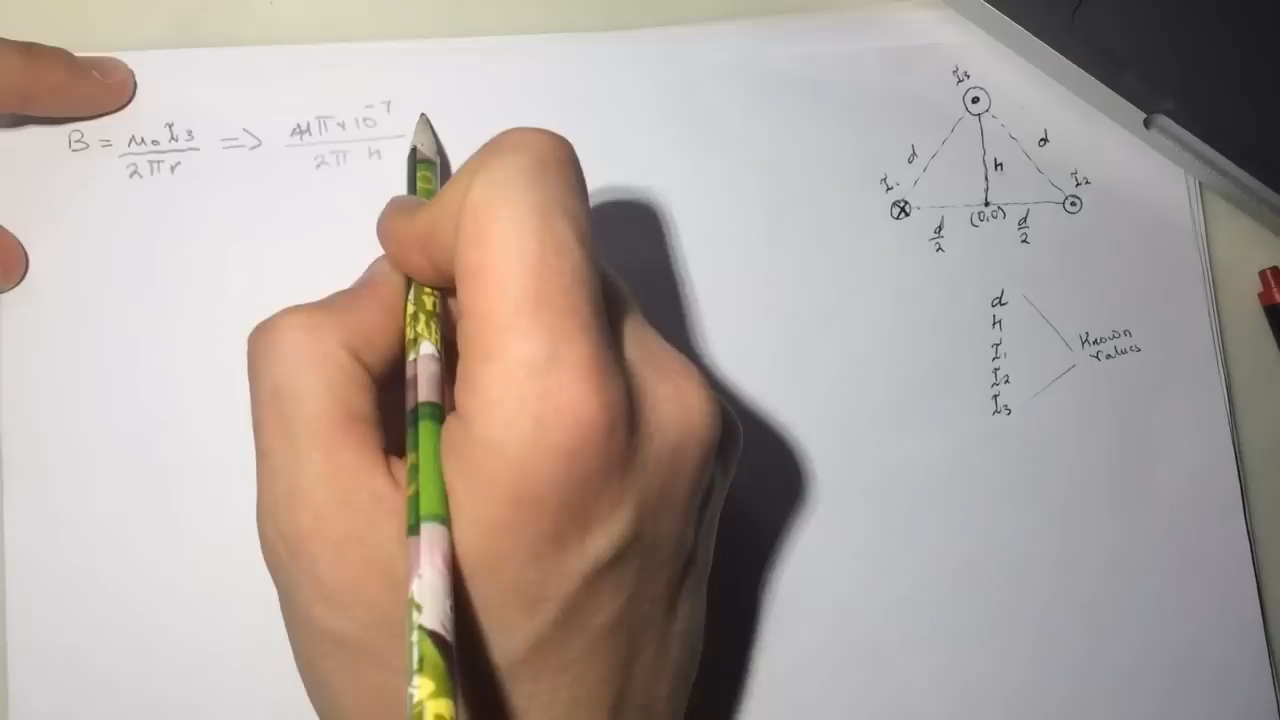 B = μ₀I₃ / 2πr => 4π×10⁻⁷ / 2π h
I₃
d
d
h
I₁
I₂
(0,0)
d/2
d/2
d
h
I₁
I₂
I₃
Known
values